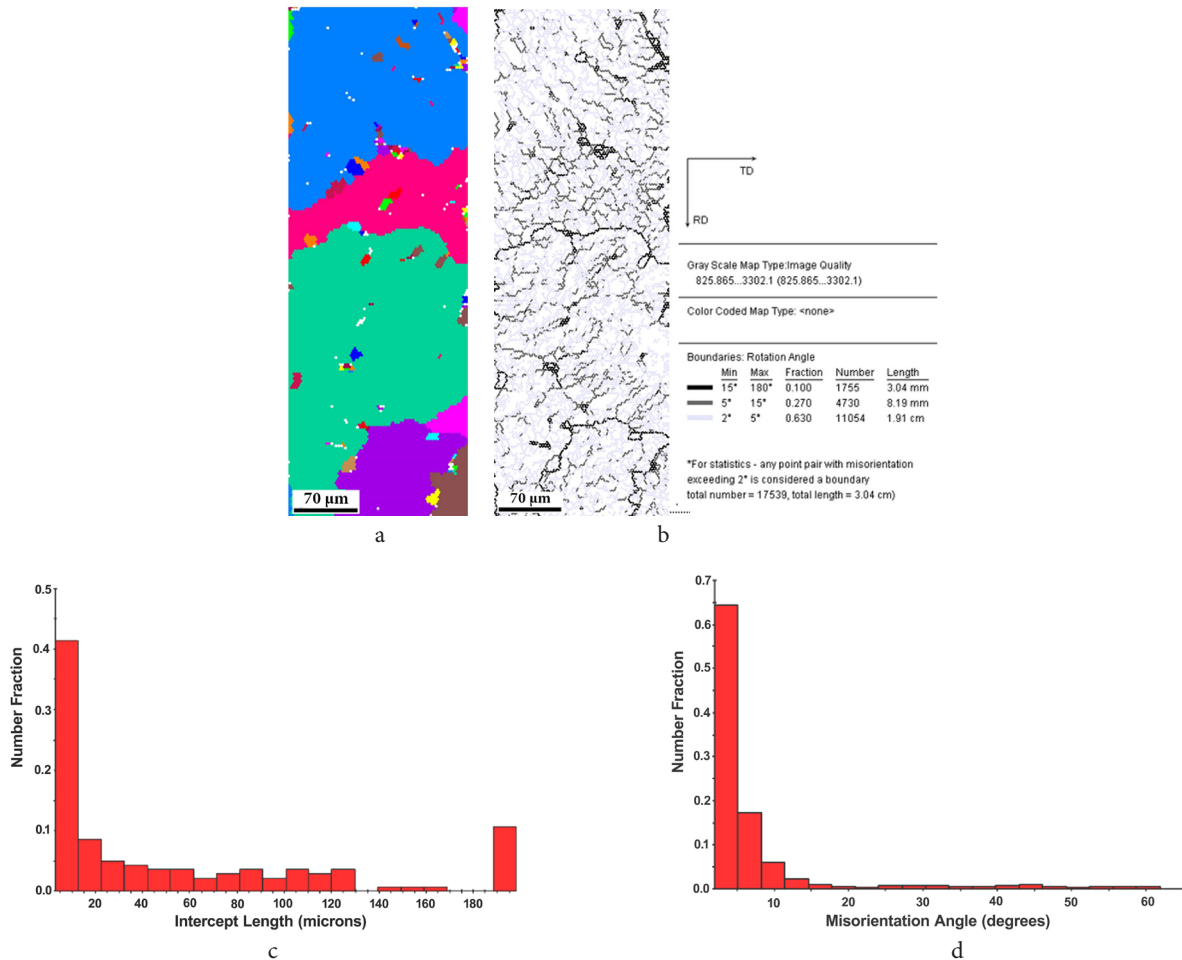 70 µm
a
70 µm
b
TD
RD
Gray Scale Map Type:Image Quality
825.865...3302.1 (825.865...3302.1)
Color Coded Map Type: <none>
Boundaries: Rotation Angle
Min Max Fraction Number Length
15° 180° 0.100 1755 3.04 mm
5° 15° 0.270 4730 8.19 mm
2° 5° 0.630 11054 1.91 cm
*For statistics - any point pair with misorientation
exceeding 2° is considered a boundary
total number = 17539, total length = 3.04 cm)
0.5
0.4
0.3
0.2
0.1
0.0
Number Fraction
20 40 60 80 100 120 140 160 180
Intercept Length (microns)
c
0.7
0.6
0.5
0.4
0.3
0.2
0.1
0.0
Number Fraction
10 20 30 40 50 60
Misorientation Angle (degrees)
d